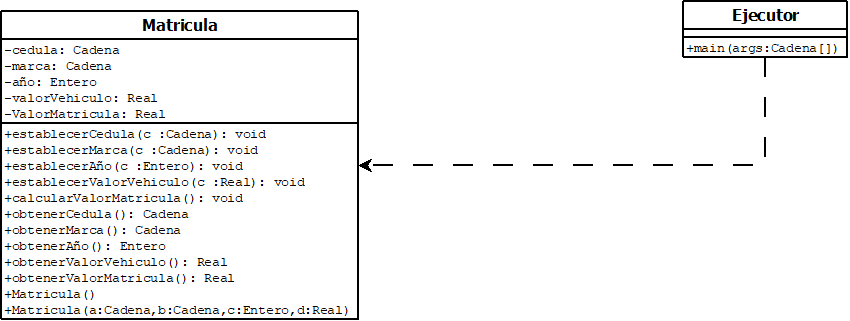 Matricula
-cedula: Cadena
-marca: Cadena
-año: Entero
-valorVehiculo: Real
-ValorMatricula: Real
+establecerCedula(c :Cadena): void
+establecerMarca(c :Cadena): void
+establecerAño(c :Entero): void
+establecerValorVehiculo(c :Real): void
+calcularValorMatricula(): void
+obtenerCedula(): Cadena
+obtenerMarca(): Cadena
+obtenerAño(): Entero
+obtenerValorVehiculo(): Real
+obtenerValorMatricula(): Real
+Matricula()
+Matricula(a:Cadena,b:Cadena,c:Entero,d:Real)
Ejecutor
+main(args:Cadena[])